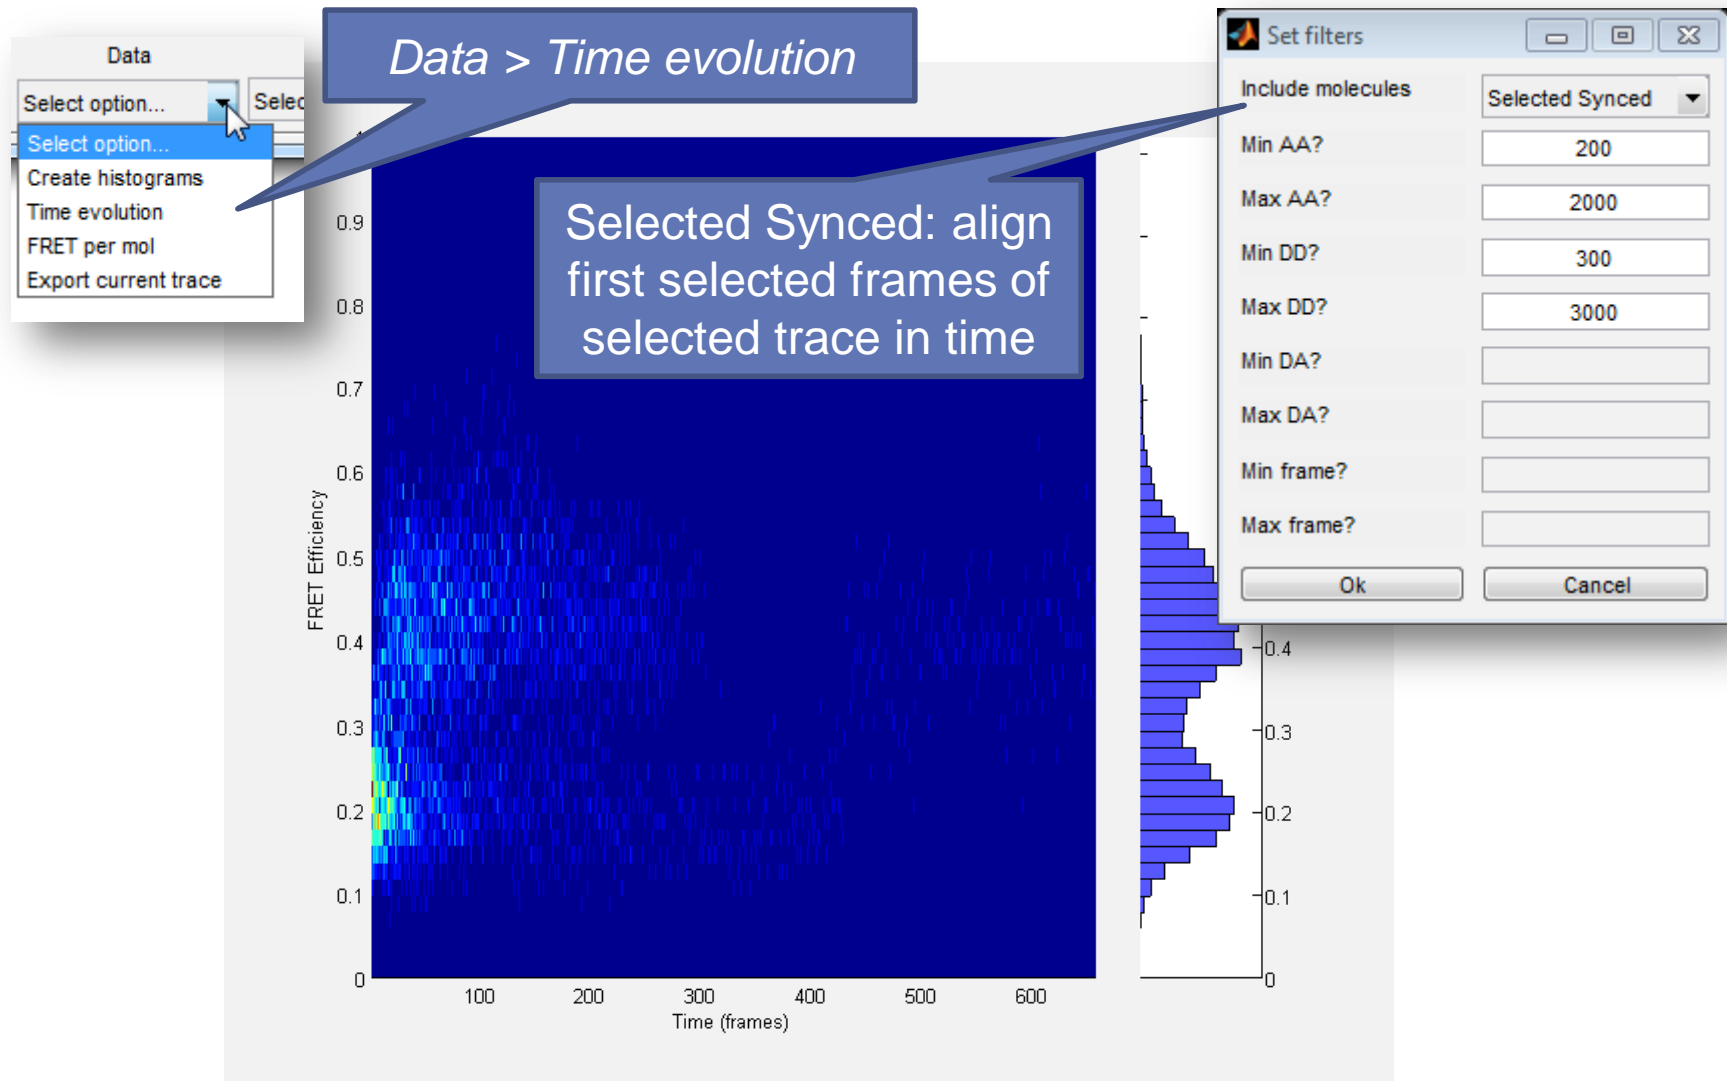 Data
Select option...
Selec
Select option...
Create histograms
Time evolution
FRET per mol
Export current trace
Data > Time evolution
Selected Synced: align
first selected frames of
selected trace in time
Set filters
Include molecules
Selected Synced
Min AA?
200
Max AA?
2000
Min DD?
300
Max DD?
3000
Min DA?
Max DA?
Min frame?
Max frame?
Ok
Cancel
FRET Efficiency
0.9
0.8
0.7
0.6
0.5
0.4
0.3
0.2
0.1
0
100 200 300 400 500 600
Time (frames)
0.4
0.3
0.2
0.1
0